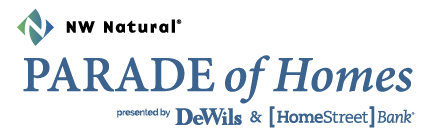 NW Natural®
PARADE of Homes
presented by DeWils & [HomeStreet]Bank®